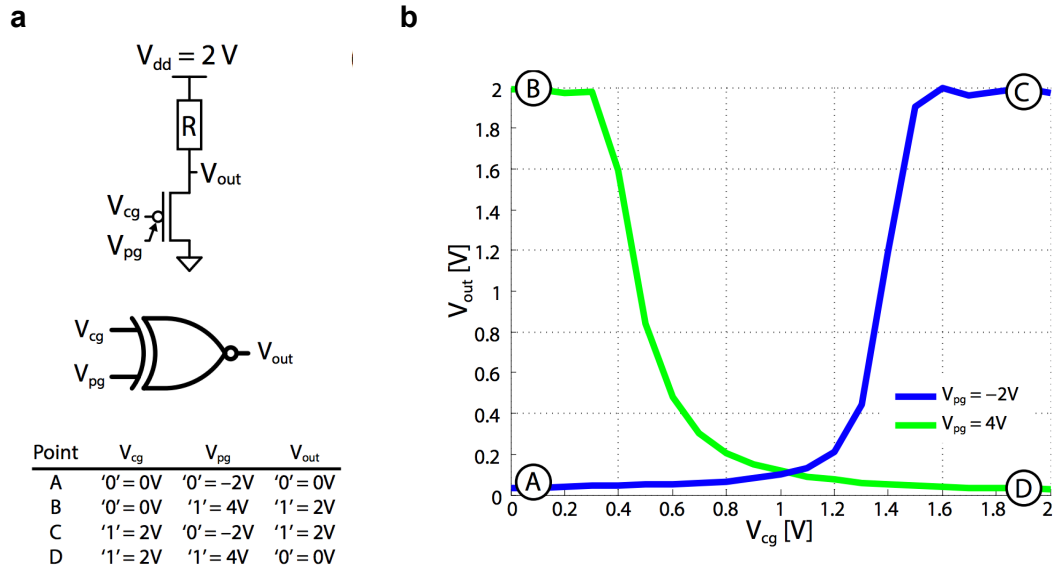 a
V_dd = 2 V
R
V_out
V_cg
V_pg
V_cg
V_pg
V_out
Point V_cg V_pg V_out
A '0' = 0V '0' = −2V '0' = 0V
B '0' = 0V '1' = 4V '1' = 2V
C '1' = 2V '0' = −2V '1' = 2V
D '1' = 2V '1' = 4V '0' = 0V
b
V_out [V]
2
1.8
1.6
1.4
1.2
1
0.8
0.6
0.4
0.2
0
B
C
A
D
V_pg = −2V
V_pg = 4V
0 0.2 0.4 0.6 0.8 1 1.2 1.4 1.6 1.8 2
V_cg [V]